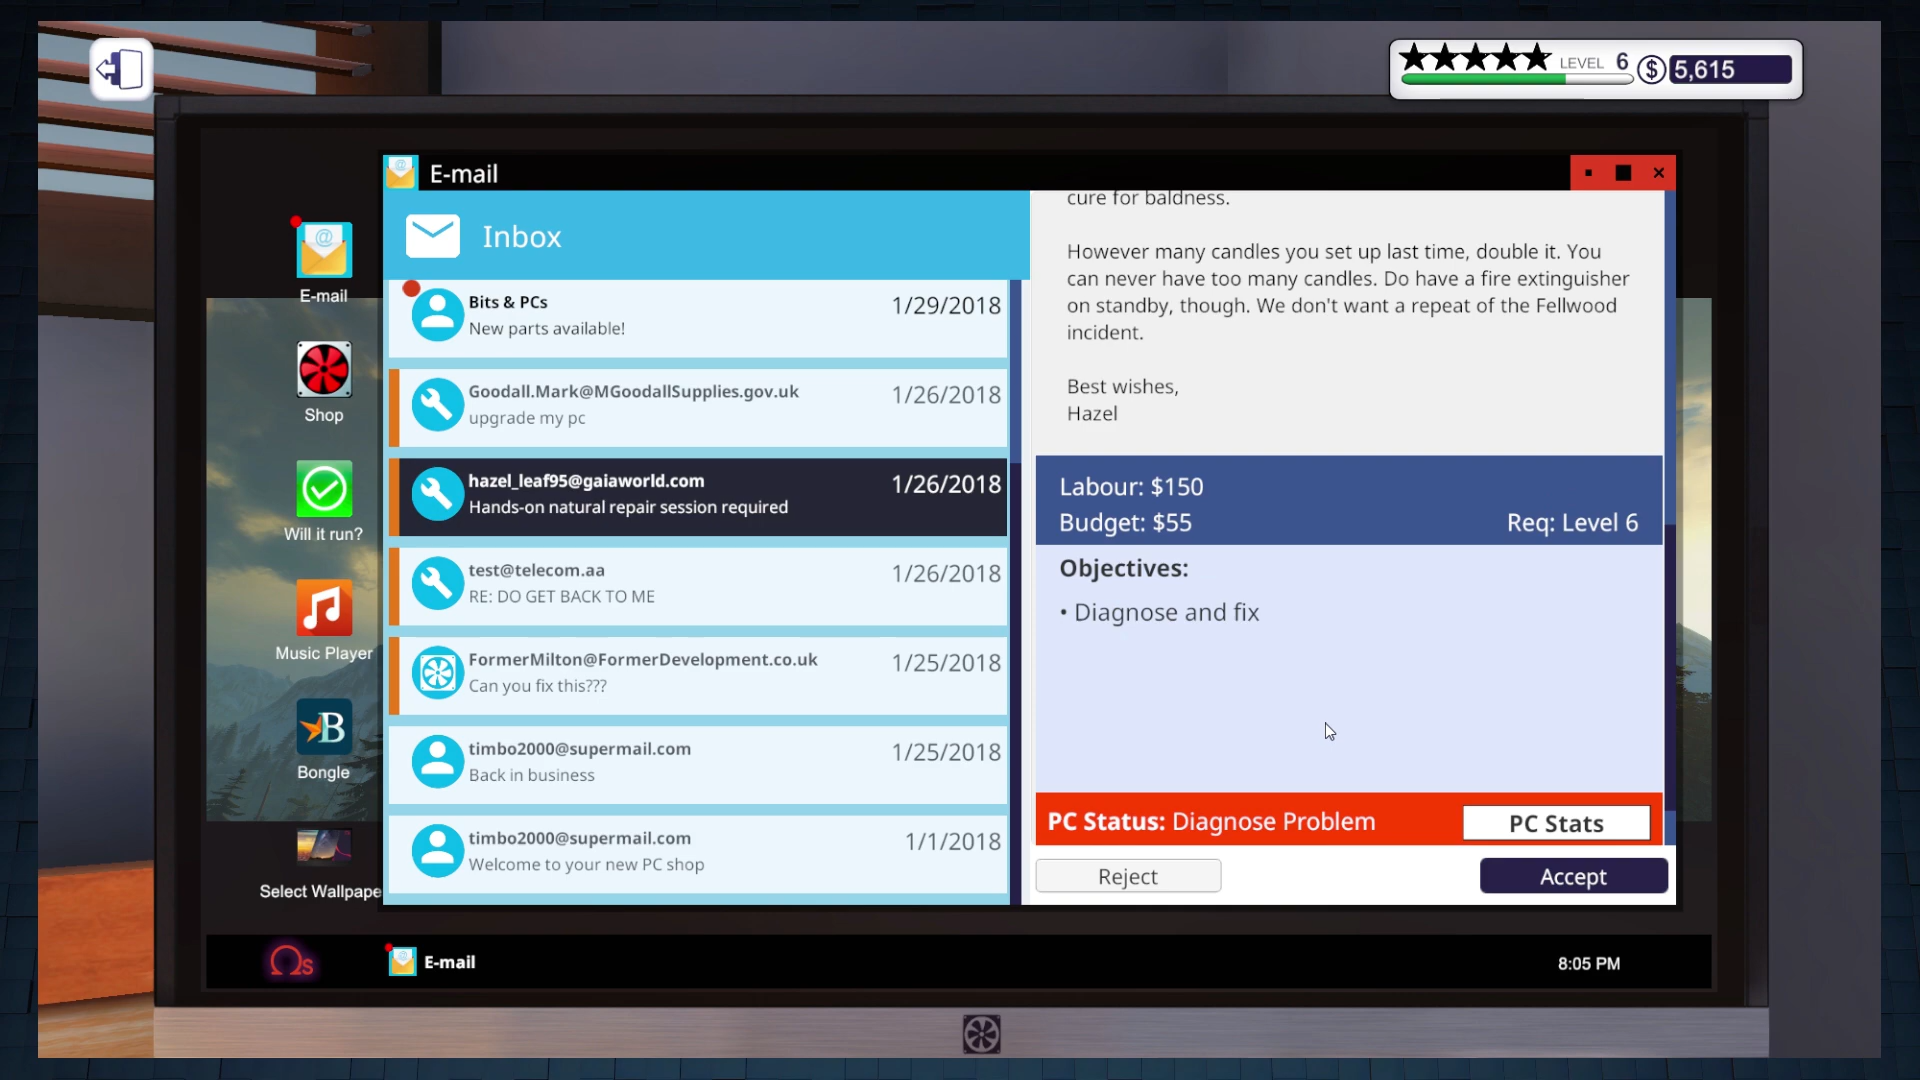 LEVEL 6
$ 5,615
E-mail
E-mail
Shop
Will it run?
Music Player
Bongle
Select Wallpape
Inbox
Bits & PCs 1/29/2018
New parts available!
Goodall.Mark@MGoodallSupplies.gov.uk 1/26/2018
upgrade my pc
hazel_leaf95@gaiaworld.com 1/26/2018
Hands-on natural repair session required
test@telecom.aa 1/26/2018
RE: DO GET BACK TO ME
FormerMilton@FormerDevelopment.co.uk 1/25/2018
Can you fix this???
timbo2000@supermail.com 1/25/2018
Back in business
timbo2000@supermail.com 1/1/2018
Welcome to your new PC shop
cure for baldness.
However many candles you set up last time, double it. You
can never have too many candles. Do have a fire extinguisher
on standby, though. We don't want a repeat of the Fellwood
incident.
Best wishes,
Hazel
Labour: $150
Budget: $55 Req: Level 6
Objectives:
• Diagnose and fix
PC Status: Diagnose Problem PC Stats
Reject Accept
Ωs E-mail 8:05 PM